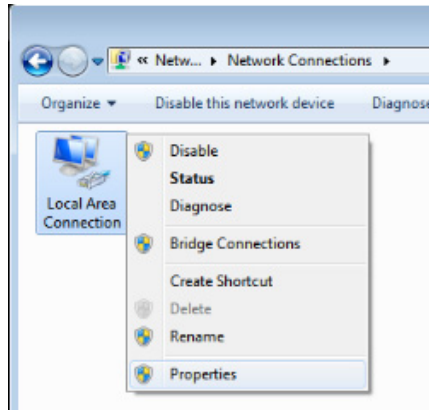 « Netw... ▸ Network Connections ▸
Organize ▾ Disable this network device Diagnose
Local Area
Connection
Disable
Status
Diagnose
Bridge Connections
Create Shortcut
Delete
Rename
Properties